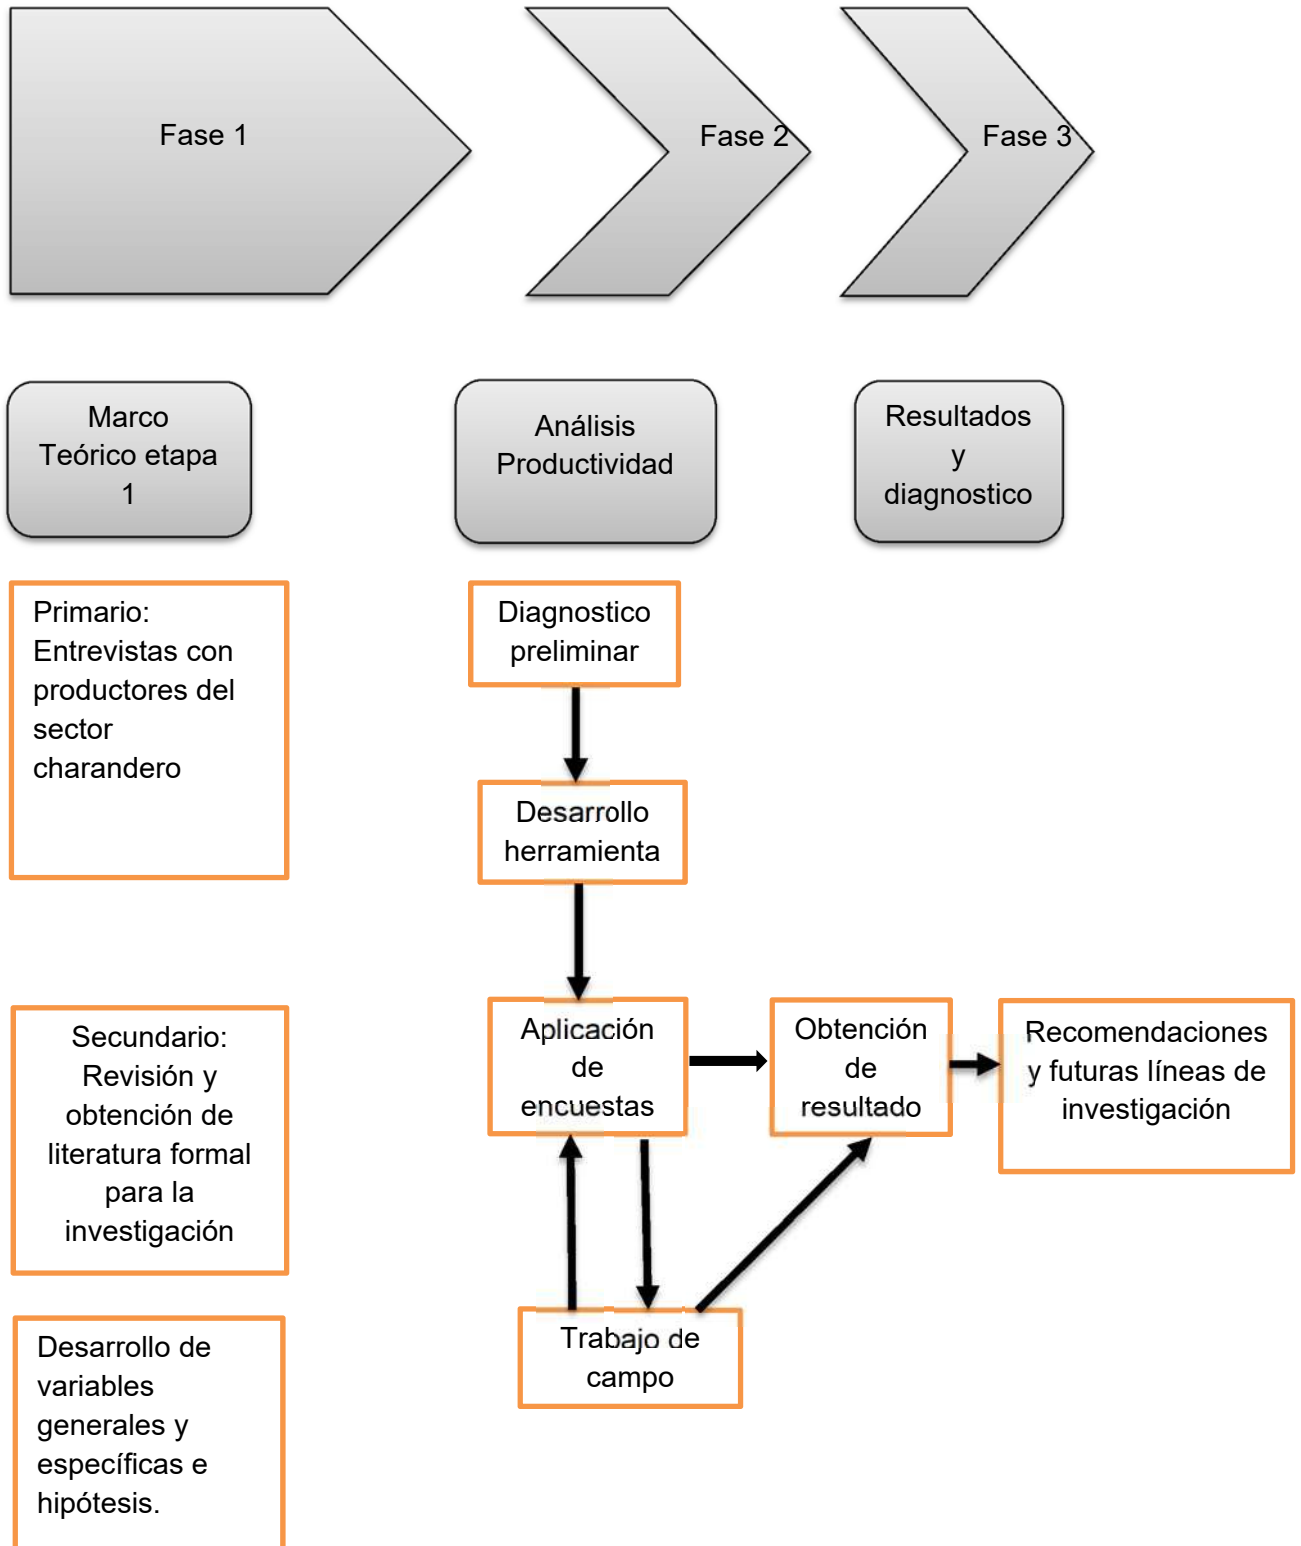 Fase 1
Fase 2
Fase 3
Marco
Teórico etapa
1
Análisis
Productividad
Resultados
y
diagnostico
Primario:
Entrevistas con
productores del
sector
charandero
Diagnostico
preliminar
Desarrollo
herramienta
Secundario:
Revisión y
obtención de
literatura formal
para la
investigación
Aplicación
de
encuestas
Obtención
de
resultado
Recomendaciones
y futuras líneas de
investigación
Trabajo de
campo
Desarrollo de
variables
generales y
específicas e
hipótesis.